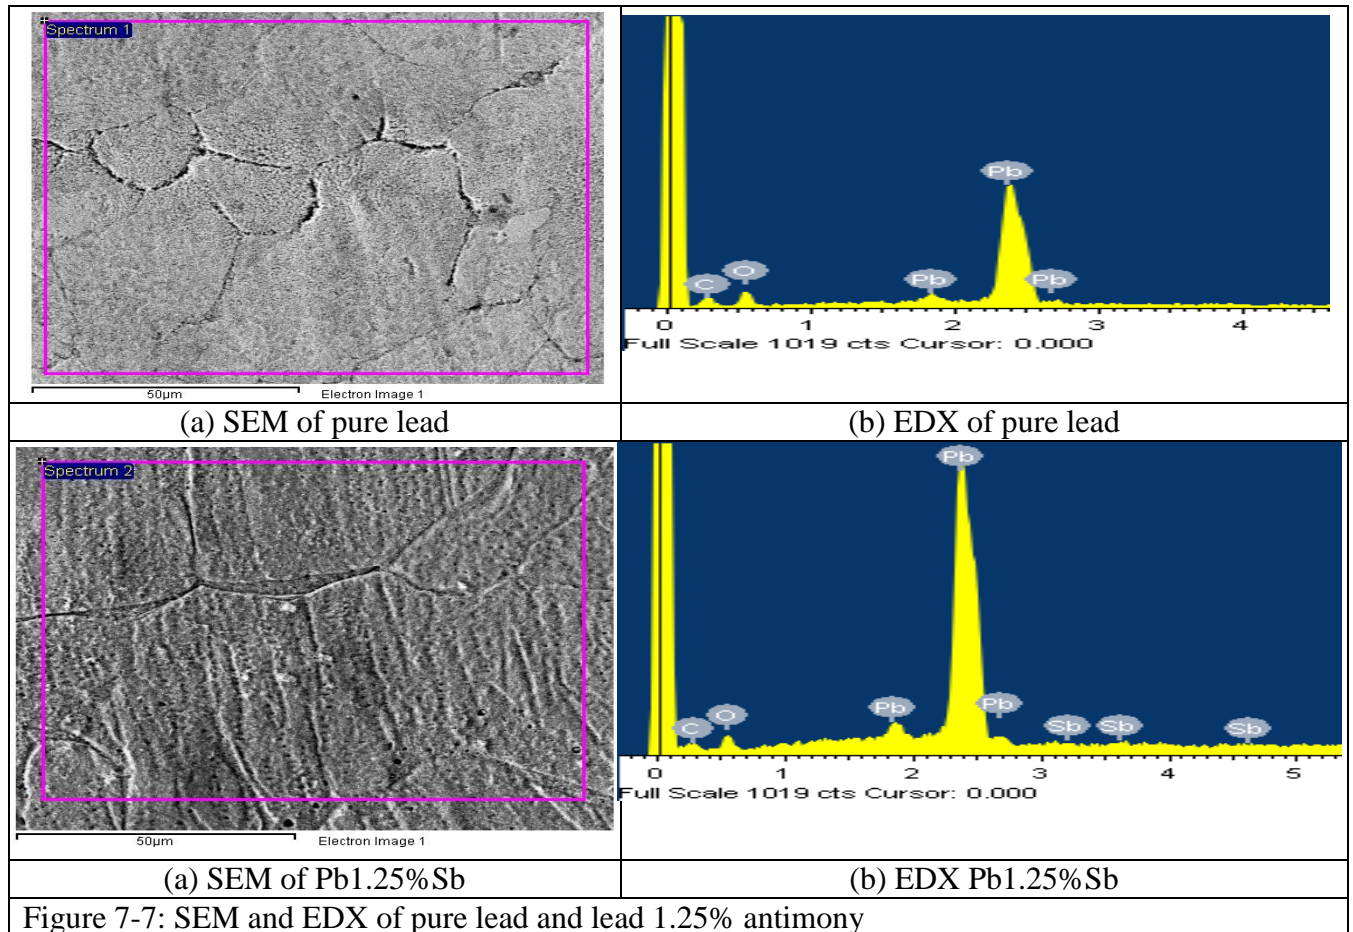 Spectrum 1
50µm Electron Image 1
Pb
C O Pb Pb
0 1 2 3 4
Full Scale 1019 cts Cursor: 0.000
(a) SEM of pure lead (b) EDX of pure lead
Spectrum 2
50µm Electron Image 1
Pb
C O Pb Pb Sb Sb Sb
0 1 2 3 4 5
Full Scale 1019 cts Cursor: 0.000
(a) SEM of Pb1.25%Sb (b) EDX Pb1.25%Sb
Figure 7-7: SEM and EDX of pure lead and lead 1.25% antimony